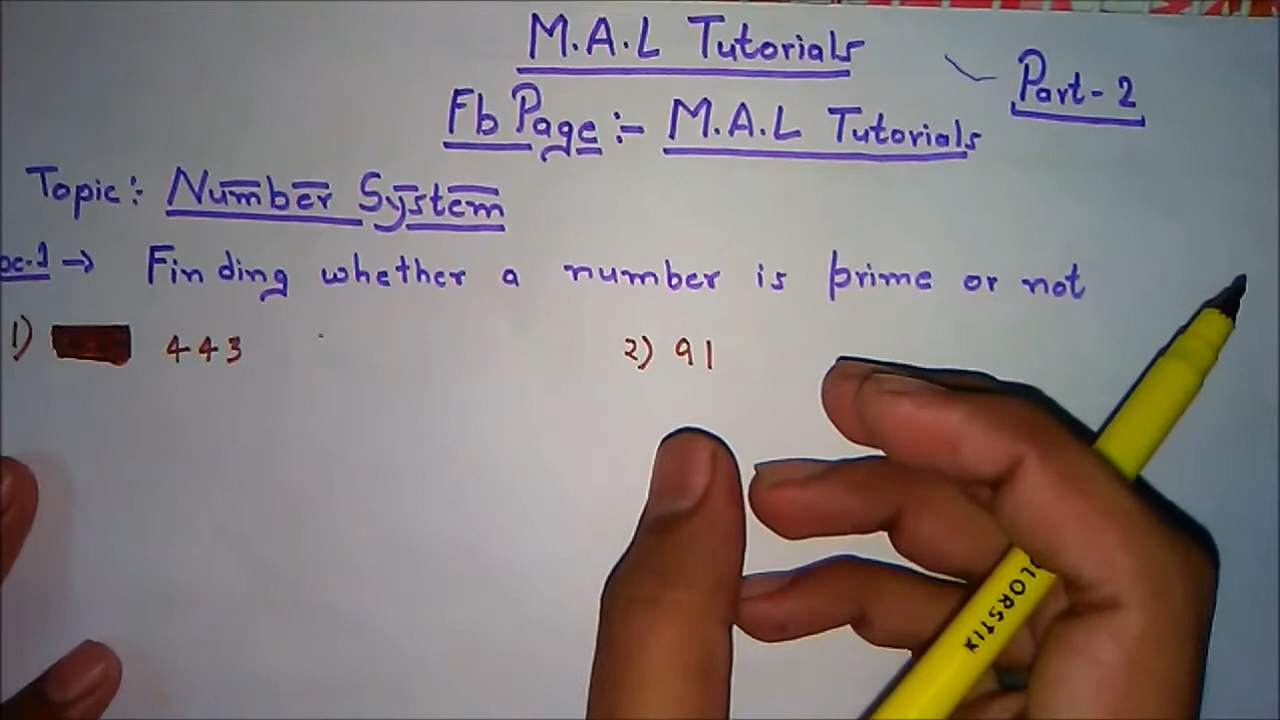 M.A.L Tutorials
Part-2
Fb Page:- M.A.L Tutorials
Topic: Number System
→ Finding whether a number is prime or not
1) 443
2) 91
LORSTIX